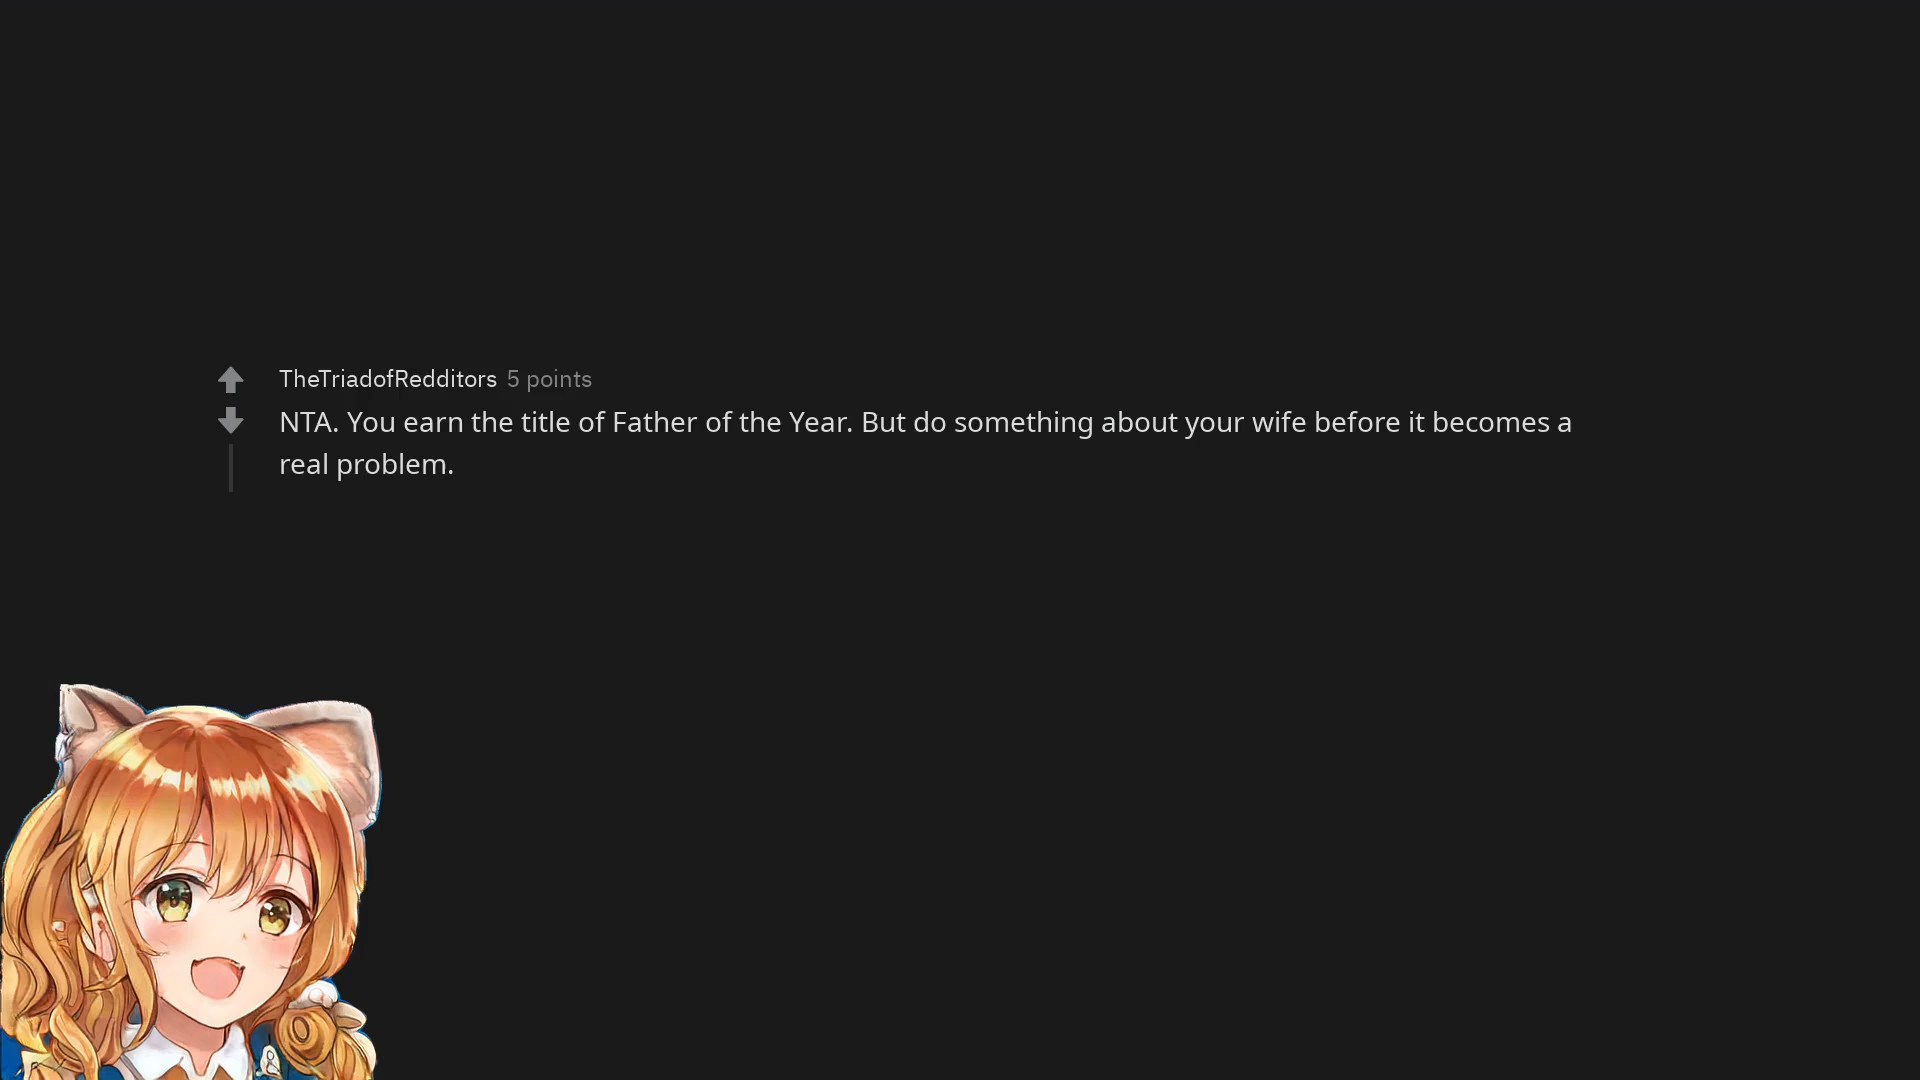 TheTriadofRedditors 5 points
NTA. You earn the title of Father of the Year. But do something about your wife before it becomes a
real problem.